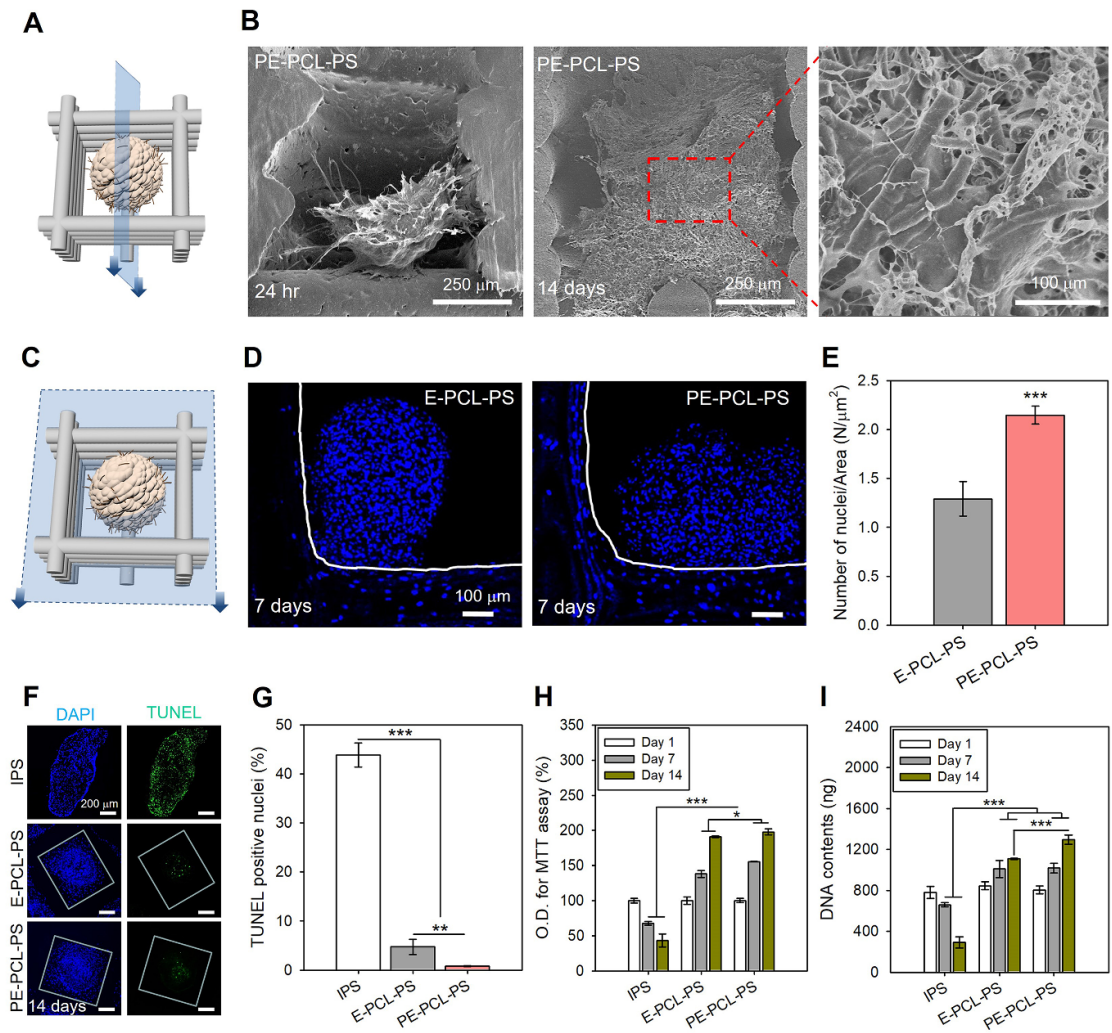 A
B
PE-PCL-PS
24 hr
250 μm
PE-PCL-PS
14 days
250 μm
100 μm
C
D
E-PCL-PS
7 days
100 μm
PE-PCL-PS
7 days
E
Number of nuclei/Area (N/μm²)
2.5
2.0
1.5
1.0
0.5
0.0
***
E-PCL-PS
PE-PCL-PS
F
DAPI
TUNEL
IPS
200 μm
E-PCL-PS
PE-PCL-PS
14 days
G
TUNEL positive nuclei (%)
50
40
30
20
10
0
***
**
IPS
E-PCL-PS
PE-PCL-PS
H
O.D. for MTT assay (%)
350
300
250
200
150
100
50
0
Day 1
Day 7
Day 14
***
*
IPS
E-PCL-PS
PE-PCL-PS
I
DNA contents (ng)
2400
2000
1600
1200
800
400
0
Day 1
Day 7
Day 14
***
***
IPS
E-PCL-PS
PE-PCL-PS